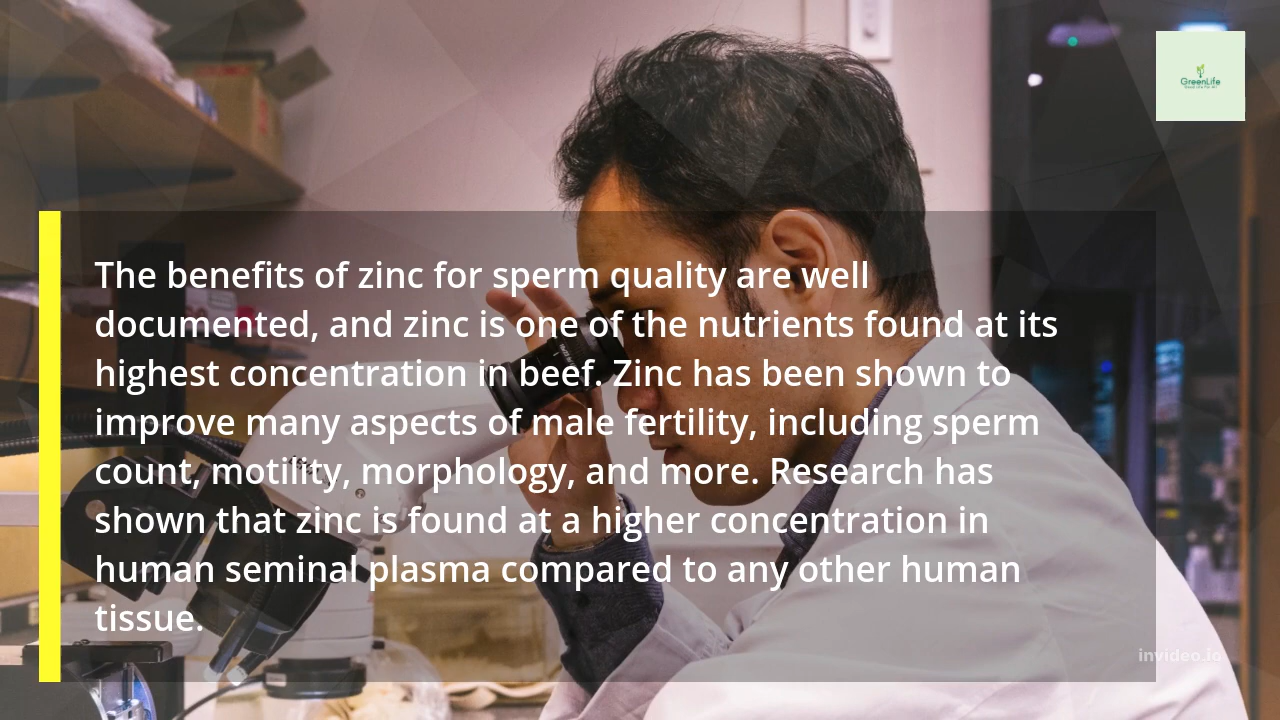 GreenLife
The benefits of zinc for sperm quality are well
documented, and zinc is one of the nutrients found at its
highest concentration in beef. Zinc has been shown to
improve many aspects of male fertility, including sperm
count, motility, morphology, and more. Research has
shown that zinc is found at a higher concentration in
human seminal plasma compared to any other human
tissue.
invideo.io